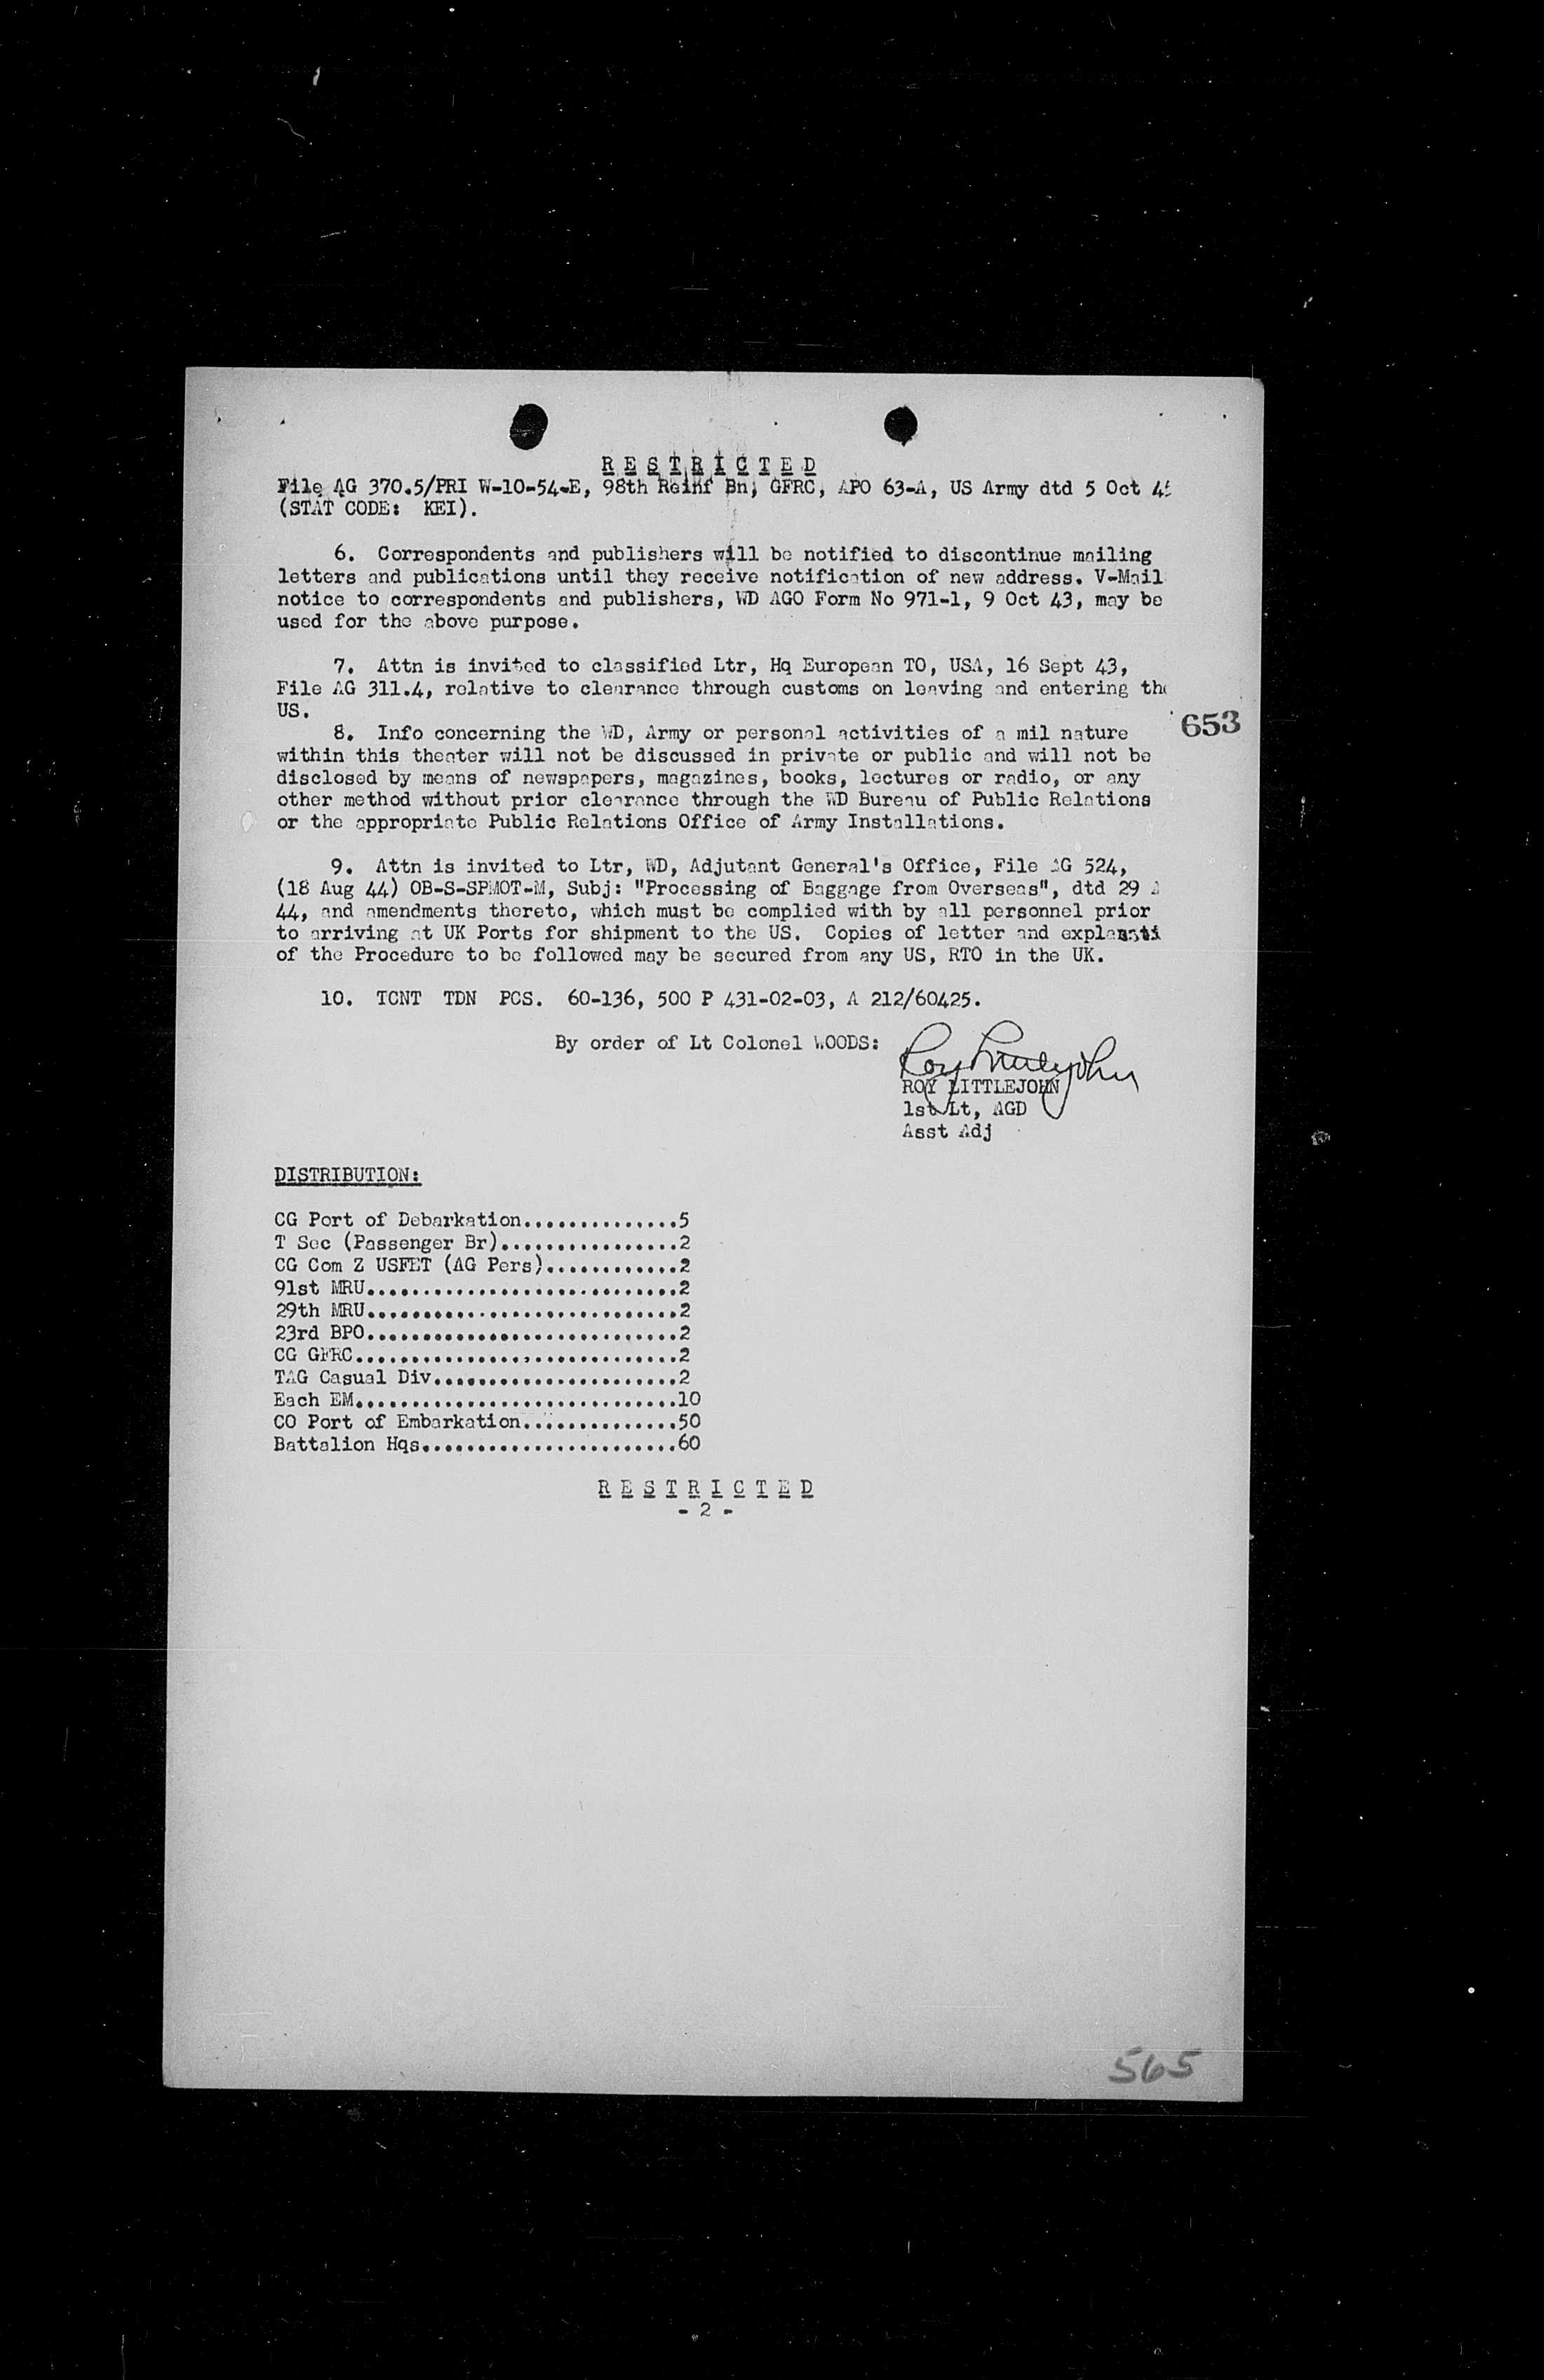 R E S T R I C T E D
File AG 370.5/PRI W-10-54-E, 98th Reinf Bn, GFRC, APO 63-A, US Army dtd 5 Oct 45
(STAT CODE: KEI).
6. Correspondents and publishers will be notified to discontinue mailing
letters and publications until they receive notification of new address. V-Mail
notice to correspondents and publishers, WD AGO Form No 971-1, 9 Oct 43, may be
used for the above purpose.
7. Attn is invited to classified Ltr, Hq European TO, USA, 16 Sept 43,
File AG 311.4, relative to clearance through customs on leaving and entering the
US.
653
8. Info concerning the WD, Army or personal activities of a mil nature
within this theater will not be discussed in private or public and will not be
disclosed by means of newspapers, magazines, books, lectures or radio, or any
other method without prior clearance through the WD Bureau of Public Relations
or the appropriate Public Relations Office of Army Installations.
9. Attn is invited to Ltr, WD, Adjutant General's Office, File AG 524,
(18 Aug 44) OB-S-SPMOT-M, Subj: "Processing of Baggage from Overseas", dtd 29
44, and amendments thereto, which must be complied with by all personnel prior
to arriving at UK Ports for shipment to the US. Copies of letter and explanati
of the Procedure to be followed may be secured from any US, RTO in the UK.
10. TCNT TDN PCS. 60-136, 500 P 431-02-03, A 212/60425.
By order of Lt Colonel WOODS:
Roy Littlejohn
ROY LITTLEJOHN
1st Lt, AGD
Asst Adj
DISTRIBUTION:
CG Port of Debarkation..............5
T Sec (Passenger Br)................2
CG Com Z USFET (AG Pers)............2
91st MRU............................2
29th MRU............................2
23rd BPO............................2
CG GFRC.............................2
TAG Casual Div......................2
Each EM.............................10
CO Port of Embarkation..............50
Battalion Hqs.......................60
R E S T R I C T E D
- 2 -
565